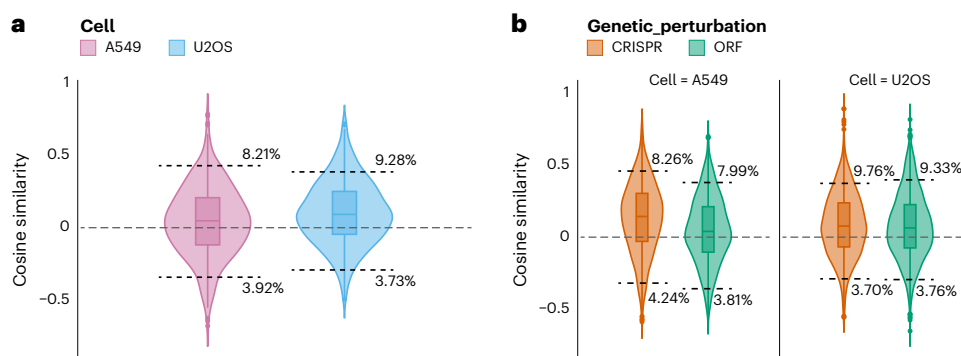 a
Cell
A549 U2OS
Cosine similarity
1
0.5
0
−0.5
8.21%
9.28%
3.92%
3.73%
b
Genetic_perturbation
CRISPR ORF
Cell = A549
Cell = U2OS
Cosine similarity
1
0.5
0
−0.5
8.26%
7.99%
4.24%
3.81%
9.76%
9.33%
3.70%
3.76%